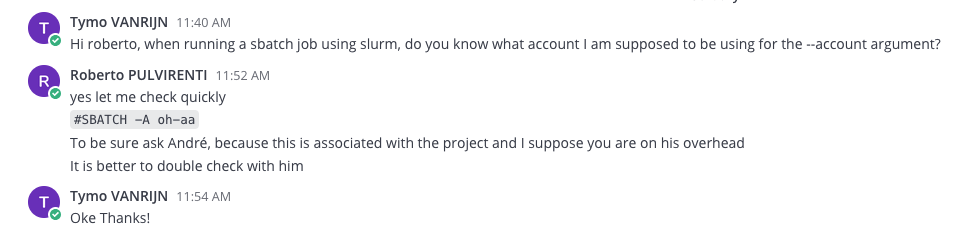 T
Tymo VANRIJN 11:40 AM
Hi roberto, when running a sbatch job using slurm, do you know what account I am supposed to be using for the --account argument?
R
Roberto PULVIRENTI 11:52 AM
yes let me check quickly
#SBATCH -A oh-aa
To be sure ask André, because this is associated with the project and I suppose you are on his overhead
It is better to double check with him
T
Tymo VANRIJN 11:54 AM
Oke Thanks!